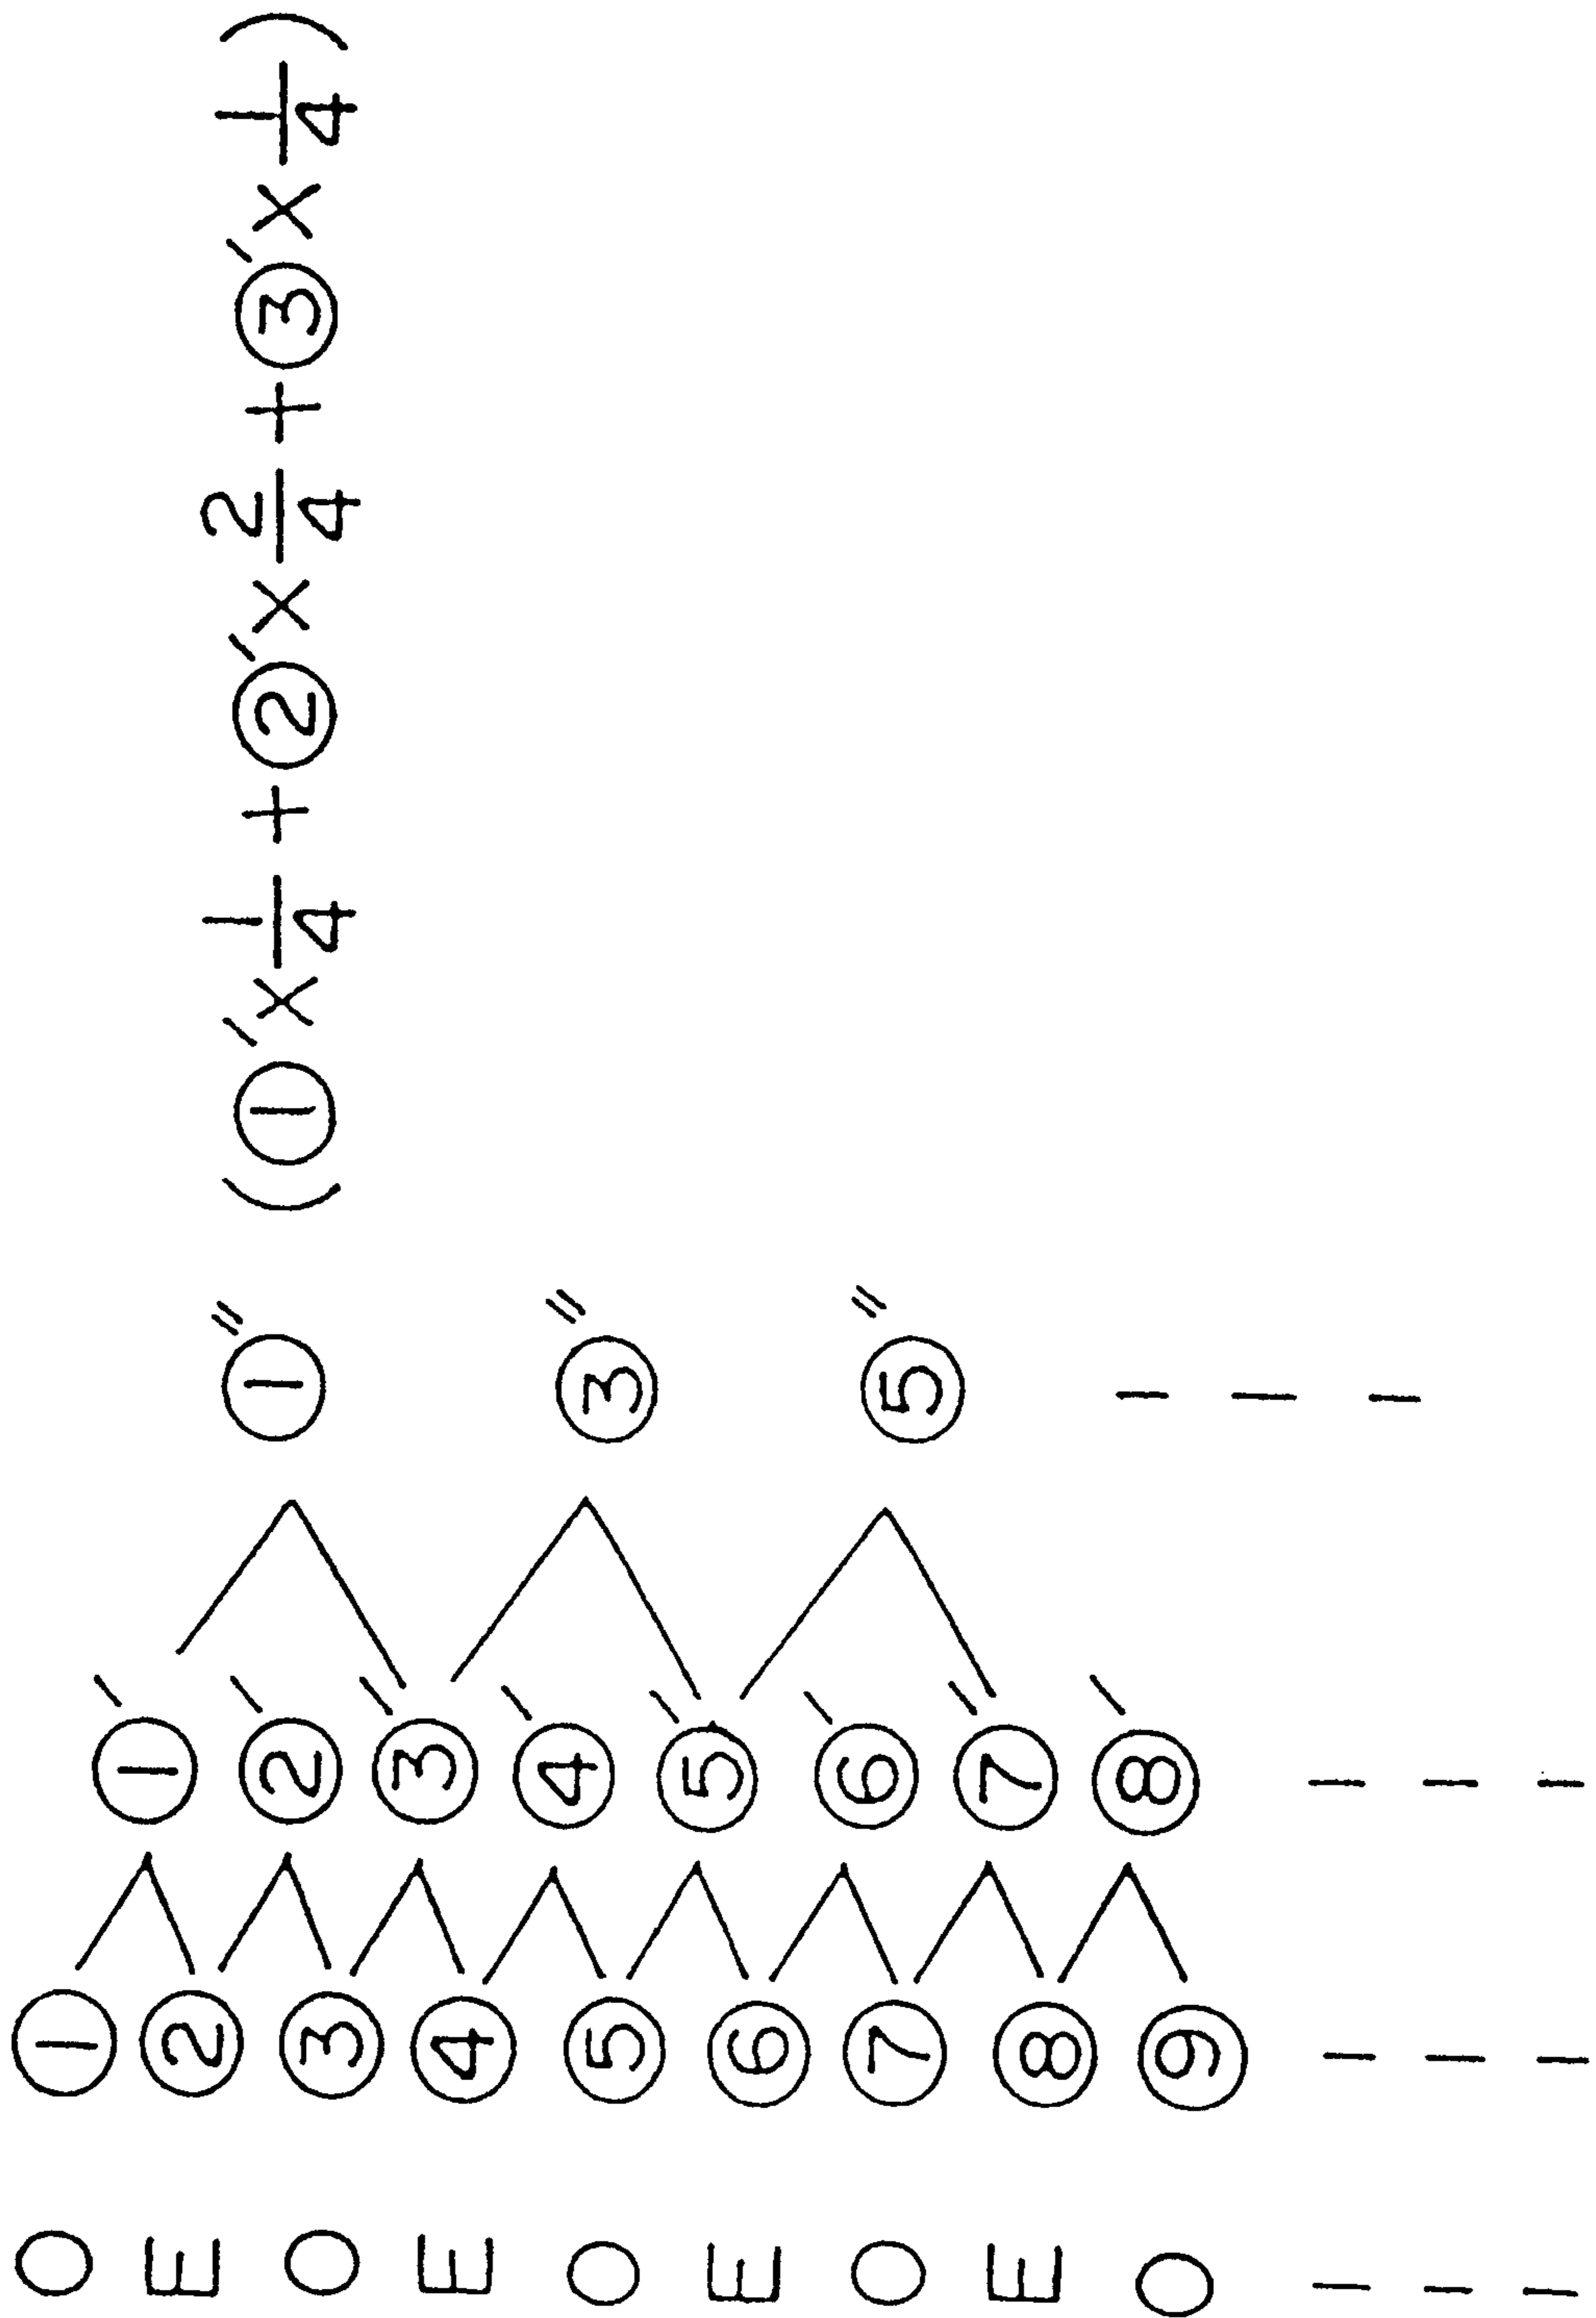 O ①
①′
E ②
②′ ①″ (①′× 1/4 + ②′× 2/4 + ③′× 1/4)
O ③
③′
E ④
④′
O ⑤ ③″
⑤′
E ⑥
⑥′
O ⑦ ⑤″
⑦′
E ⑧
⑧′
O ⑨